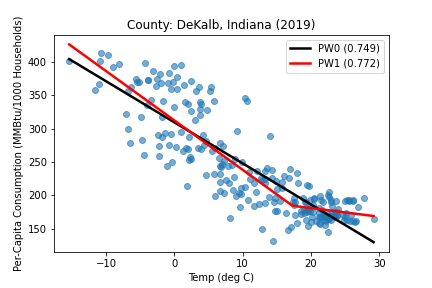 County: DeKalb, Indiana (2019)
PW0 (0.749)
PW1 (0.772)
Per-Capita Consumption (MMBtu/1000 Households)
400
350
300
250
200
150
−10
0
10
20
30
Temp (deg C)